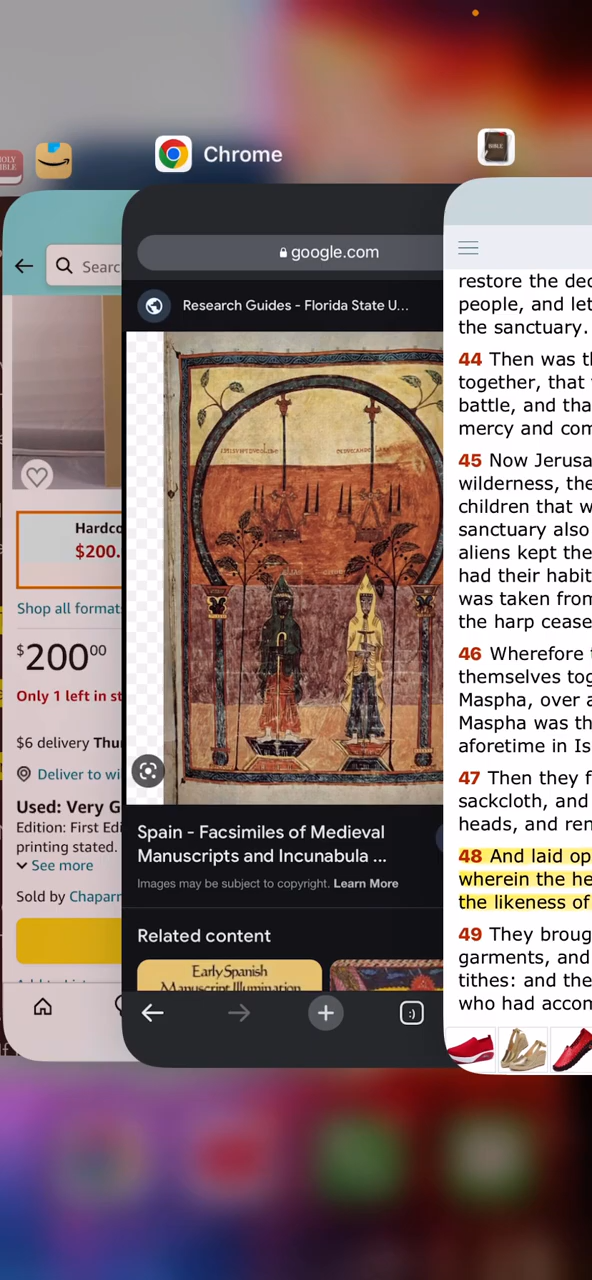 HOLY
BIBLE
Chrome
BIBLE
Searc
Hardco
$200.
Shop all format
$200⁰⁰
Only 1 left in st
$6 delivery Thu
Deliver to wi
Used: Very G
Edition: First Edi
printing stated.
See more
Sold by Chaparr
google.com
Research Guides - Florida State U...
Spain - Facsimiles of Medieval
Manuscripts and Incunabula ...
Images may be subject to copyright. Learn More
Related content
Early Spanish
Manuscript Illumination
:)
restore the dec
people, and let
the sanctuary.
44 Then was th
together, that
battle, and tha
mercy and com
45 Now Jerusa
wilderness, the
children that w
sanctuary also
aliens kept the
had their habit
was taken from
the harp cease
46 Wherefore t
themselves tog
Maspha, over a
Maspha was th
aforetime in Is
47 Then they f
sackcloth, and
heads, and ren
48 And laid op
wherein the he
the likeness of
49 They broug
garments, and
tithes: and the
who had accom